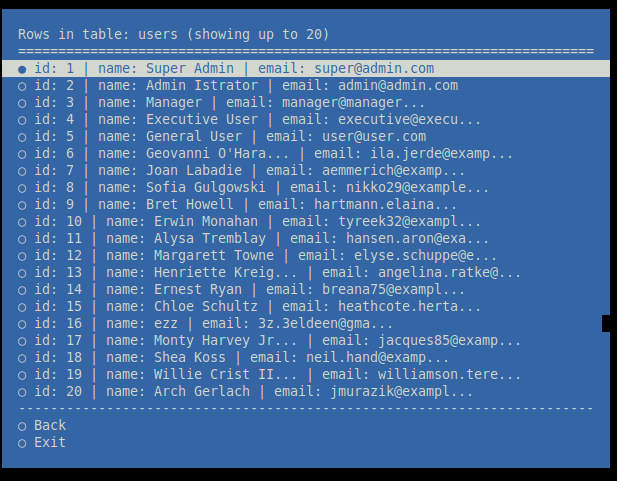 Rows in table: users (showing up to 20)
========================================================================
● id: 1 | name: Super Admin | email: super@admin.com
○ id: 2 | name: Admin Istrator | email: admin@admin.com
○ id: 3 | name: Manager | email: manager@manager...
○ id: 4 | name: Executive User | email: executive@execu...
○ id: 5 | name: General User | email: user@user.com
○ id: 6 | name: Geovanni O'Hara... | email: ila.jerde@examp...
○ id: 7 | name: Joan Labadie | email: aemmerich@examp...
○ id: 8 | name: Sofia Gulgowski | email: nikko29@example...
○ id: 9 | name: Bret Howell | email: hartmann.elaina...
○ id: 10 | name: Erwin Monahan | email: tyreek32@exampl...
○ id: 11 | name: Alysa Tremblay | email: hansen.aron@exa...
○ id: 12 | name: Margarett Towne | email: elyse.schuppe@e...
○ id: 13 | name: Henriette Kreig... | email: angelina.ratke@...
○ id: 14 | name: Ernest Ryan | email: breana75@exampl...
○ id: 15 | name: Chloe Schultz | email: heathcote.herta...
○ id: 16 | name: ezz | email: 3z.3eldeen@gma...
○ id: 17 | name: Monty Harvey Jr... | email: jacques85@examp...
○ id: 18 | name: Shea Koss | email: neil.hand@examp...
○ id: 19 | name: Willie Crist II... | email: williamson.tere...
○ id: 20 | name: Arch Gerlach | email: jmurazik@exampl...
------------------------------------------------------------------------
○ Back
○ Exit